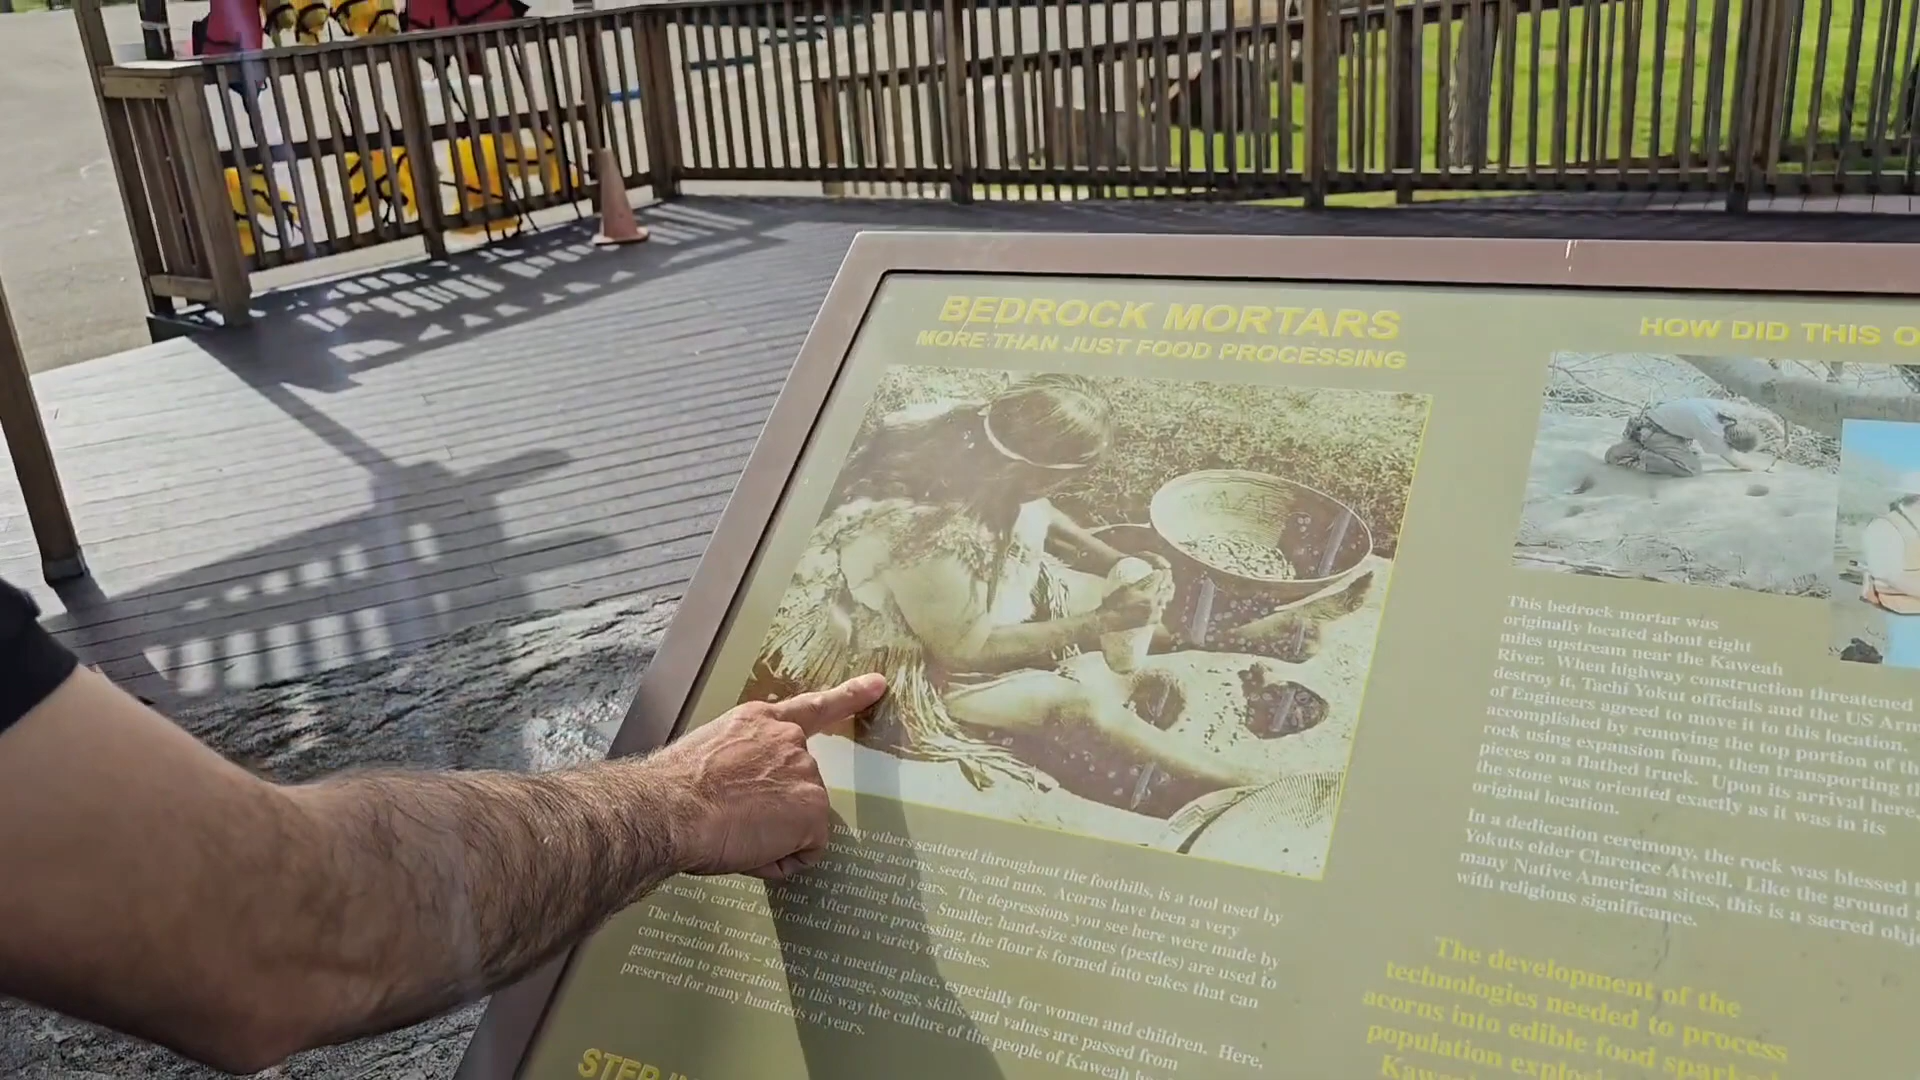 BEDROCK MORTARS
MORE THAN JUST FOOD PROCESSING
many others scattered throughout the foothills, is a tool used by
rocessing acorns, seeds, and nuts. Acorns have been a very
or a thousand years. The depressions you see here were made by
erve as grinding holes. Smaller, hand-size stones (pestles) are used to
acorns into flour. After more processing, the flour is formed into cakes that can
be easily carried and cooked into a variety of dishes.
The bedrock mortar serves as a meeting place, especially for women and children. Here,
conversation flows – stories, language, songs, skills, and values are passed from
generation to generation. In this way the culture of the people of Kaweah
preserved for many hundreds of years.
STEP
HOW DID THIS
This bedrock mortar was
originally located about eight
miles upstream near the Kaweah
River. When highway construction threatened
destroy it, Tachi Yokut officials and the US Arm
of Engineers agreed to move it to this location.
accomplished by removing the top portion of th
rock using expansion foam, then transporting th
pieces on a flatbed truck. Upon its arrival here,
the stone was oriented exactly as it was in its
original location.
In a dedication ceremony, the rock was blessed
Yokuts elder Clarence Atwell. Like the ground
many Native American sites, this is a sacred obje
with religious significance.
The development of the
technologies needed to process
acorns into edible food sparked
population explo
Kawe